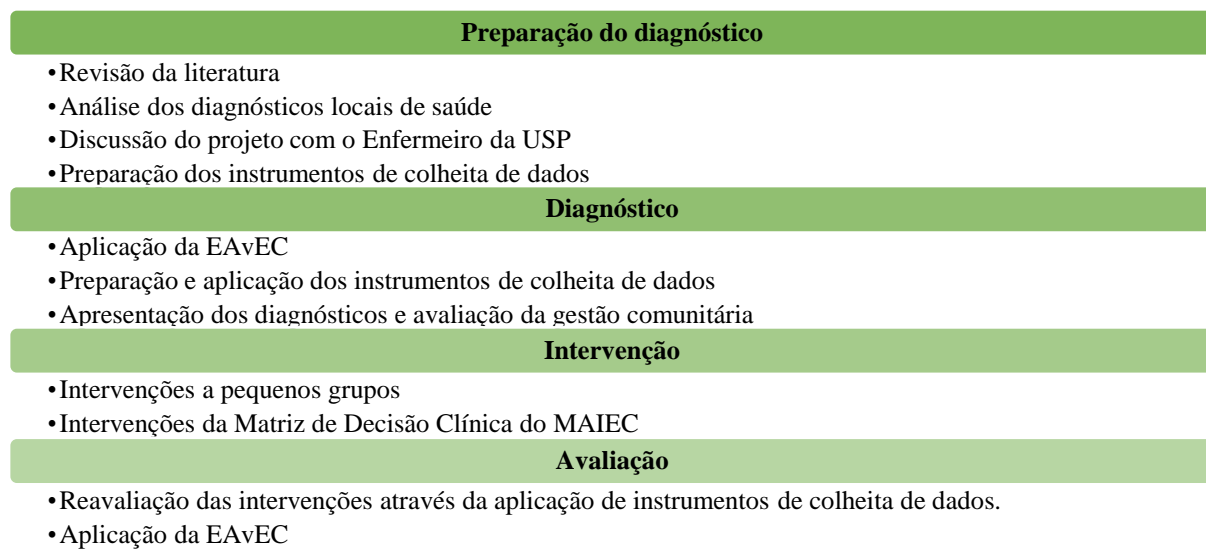 Preparação do diagnóstico
•Revisão da literatura
•Análise dos diagnósticos locais de saúde
•Discussão do projeto com o Enfermeiro da USP
•Preparação dos instrumentos de colheita de dados
Diagnóstico
•Aplicação da EAvEC
•Preparação e aplicação dos instrumentos de colheita de dados
•Apresentação dos diagnósticos e avaliação da gestão comunitária
Intervenção
•Intervenções a pequenos grupos
•Intervenções da Matriz de Decisão Clínica do MAIEC
Avaliação
•Reavaliação das intervenções através da aplicação de instrumentos de colheita de dados.
•Aplicação da EAvEC